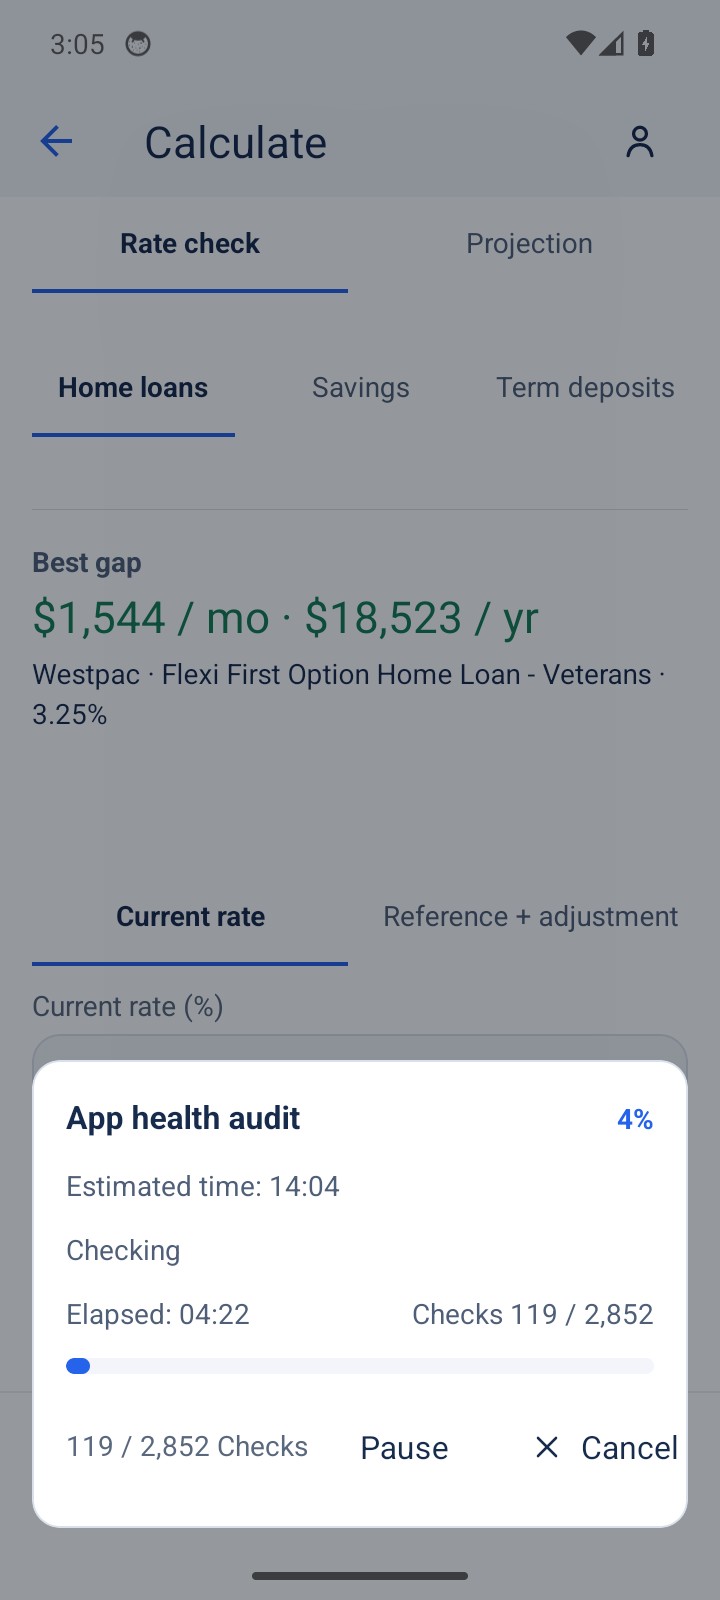 3:05
Calculate
Rate check
Projection
Home loans
Savings
Term deposits
Best gap
$1,544 / mo · $18,523 / yr
Westpac · Flexi First Option Home Loan - Veterans ·
3.25%
Current rate
Reference + adjustment
Current rate (%)
App health audit
4%
Estimated time: 14:04
Checking
Elapsed: 04:22
Checks 119 / 2,852
119 / 2,852 Checks
Pause
Cancel